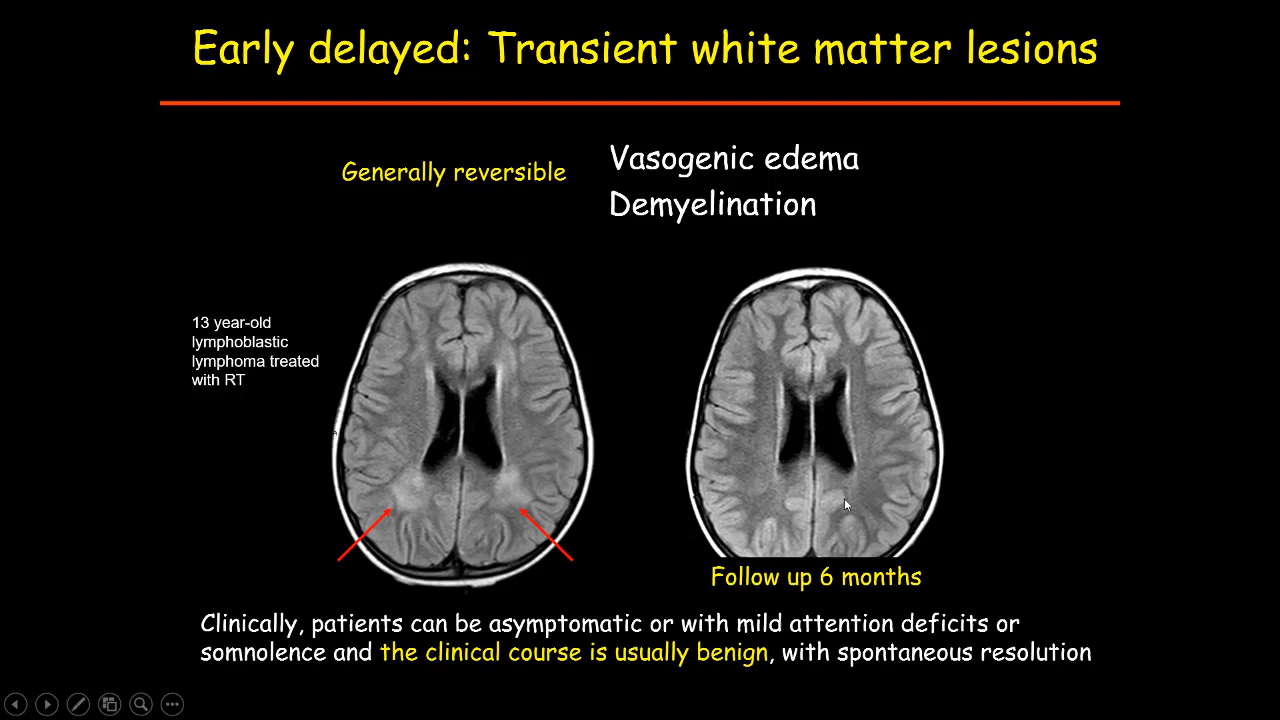 Early delayed: Transient white matter lesions
Generally reversible
Vasogenic edema
Demyelination
13 year-old
lymphoblastic
lymphoma treated
with RT
Follow up 6 months
Clinically, patients can be asymptomatic or with mild attention deficits or
somnolence and the clinical course is usually benign, with spontaneous resolution